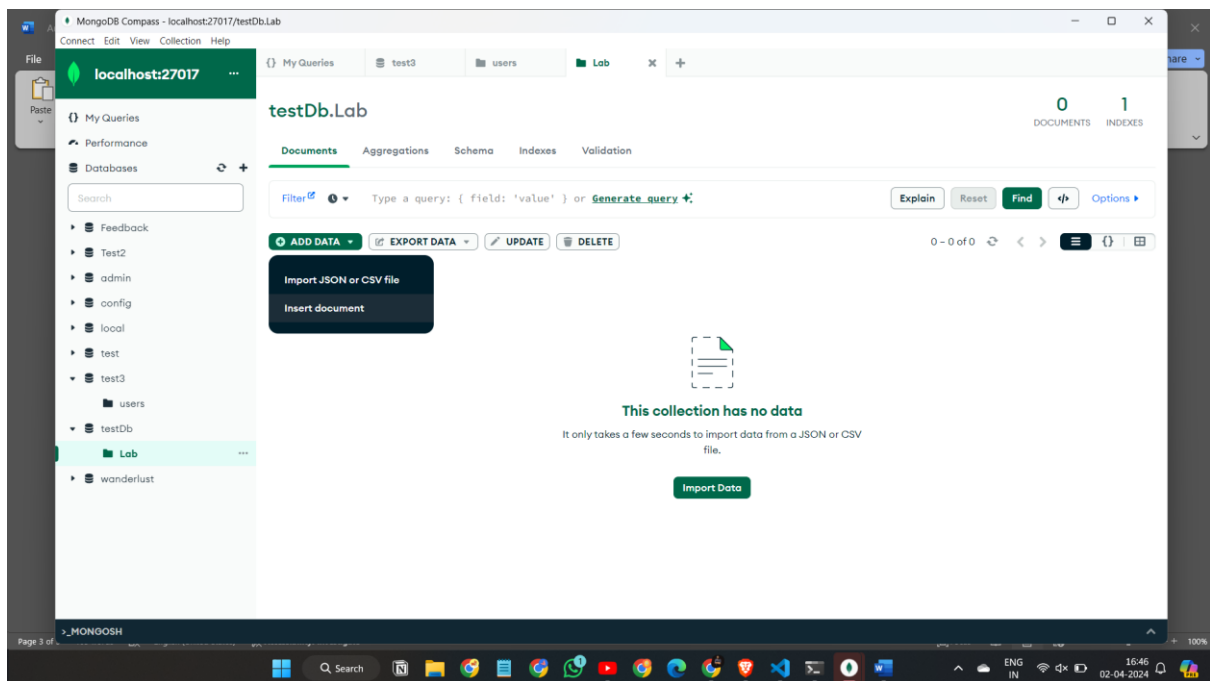 MongoDB Compass - localhost:27017/testDb.Lab
Connect Edit View Collection Help
File
Paste
localhost:27017 ...
{} My Queries
Performance
Databases
Search
Feedback
Test2
admin
config
local
test
test3
users
testDb
Lab ...
wanderlust
{} My Queries test3 users Lab
testDb.Lab
0 1
DOCUMENTS INDEXES
Documents Aggregations Schema Indexes Validation
Filter Type a query: { field: 'value' } or Generate query Explain Reset Find </> Options
ADD DATA EXPORT DATA UPDATE DELETE 0 – 0 of 0 {}
Import JSON or CSV file
Insert document
This collection has no data
It only takes a few seconds to import data from a JSON or CSV
file.
Import Data
>_MONGOSH
Page 3 of
100%
Search ENG 16:46
IN 02-04-2024